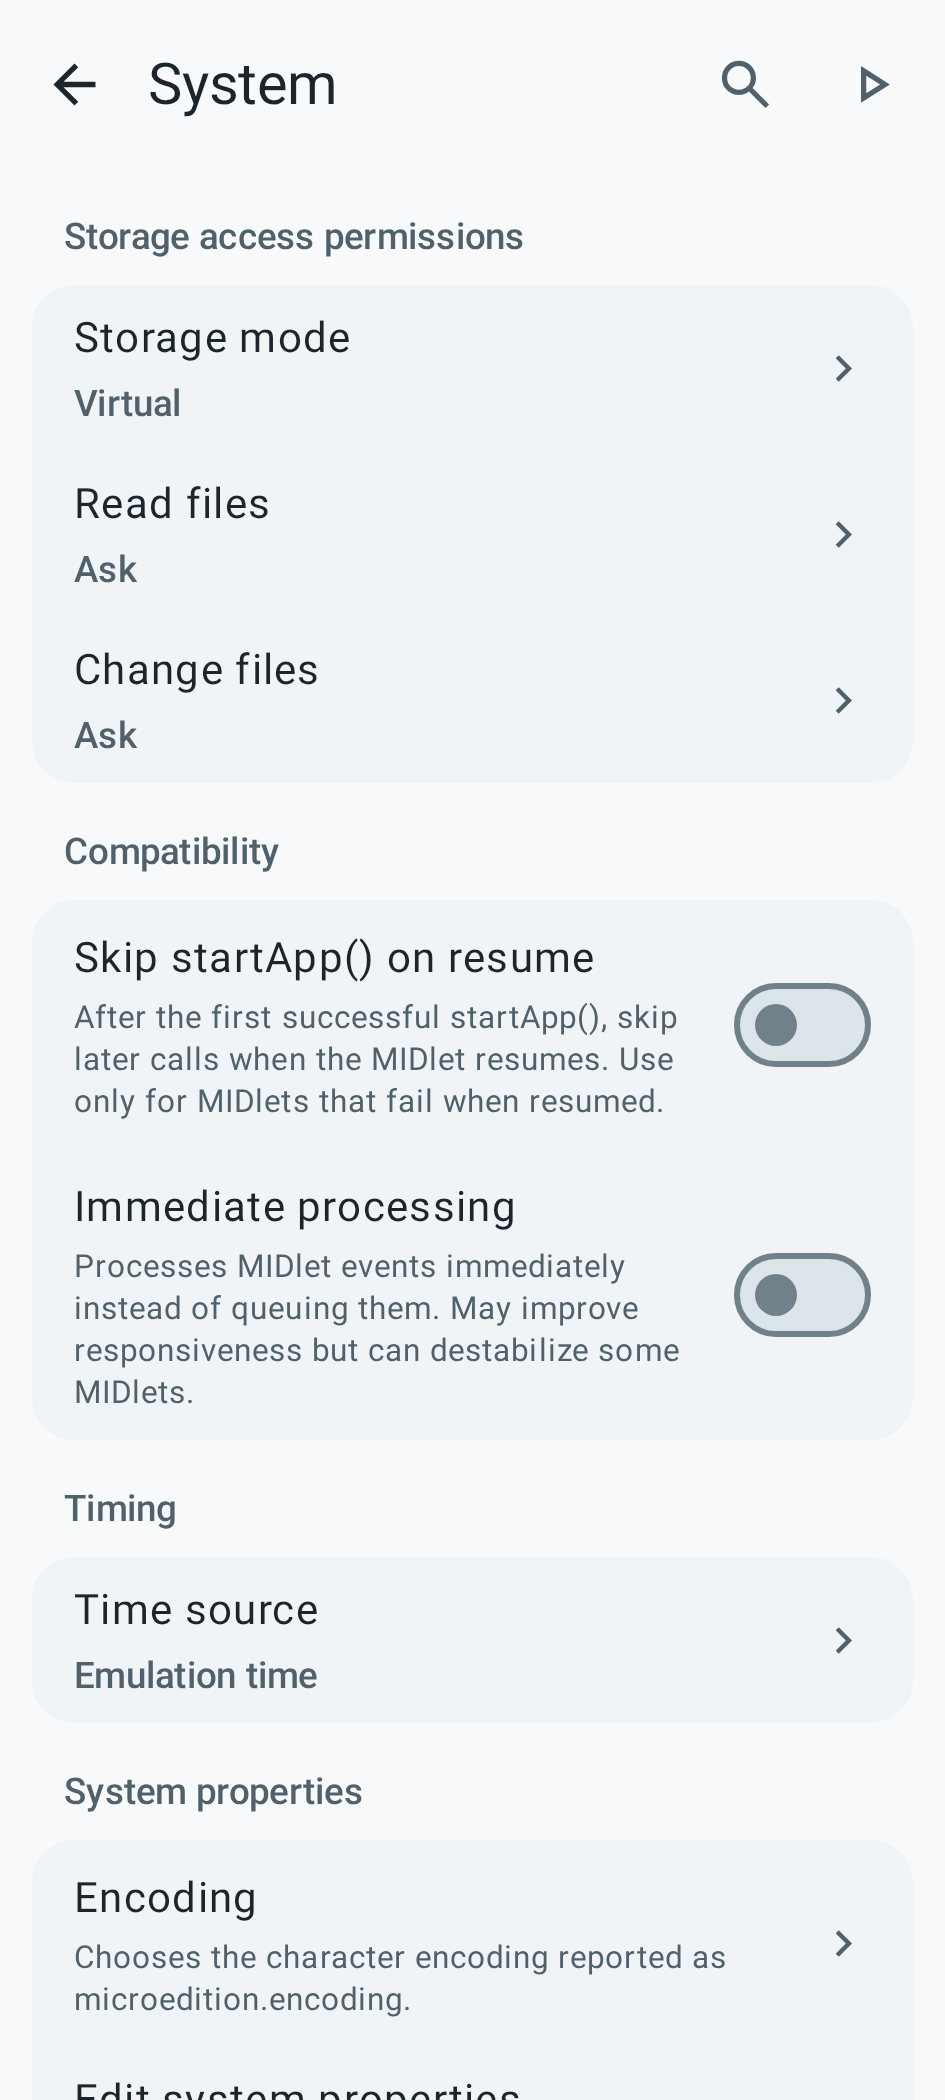 System
Storage access permissions
Storage mode
Virtual
Read files
Ask
Change files
Ask
Compatibility
Skip startApp() on resume
After the first successful startApp(), skip
later calls when the MIDlet resumes. Use
only for MIDlets that fail when resumed.
Immediate processing
Processes MIDlet events immediately
instead of queuing them. May improve
responsiveness but can destabilize some
MIDlets.
Timing
Time source
Emulation time
System properties
Encoding
Chooses the character encoding reported as
microedition.encoding.
Edit system properties